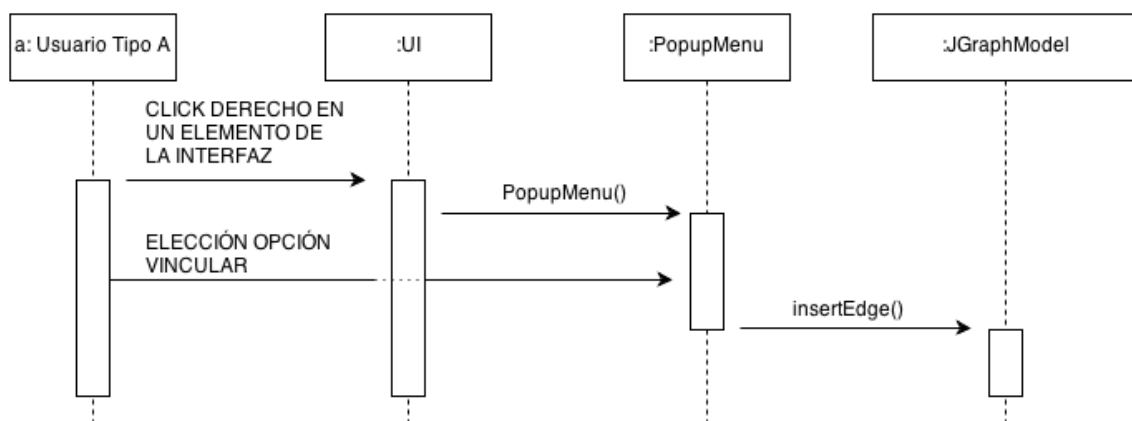 a: Usuario Tipo A
:UI
:PopupMenu
:JGraphModel
CLICK DERECHO EN
UN ELEMENTO DE
LA INTERFAZ
PopupMenu()
ELECCIÓN OPCIÓN
VINCULAR
insertEdge()